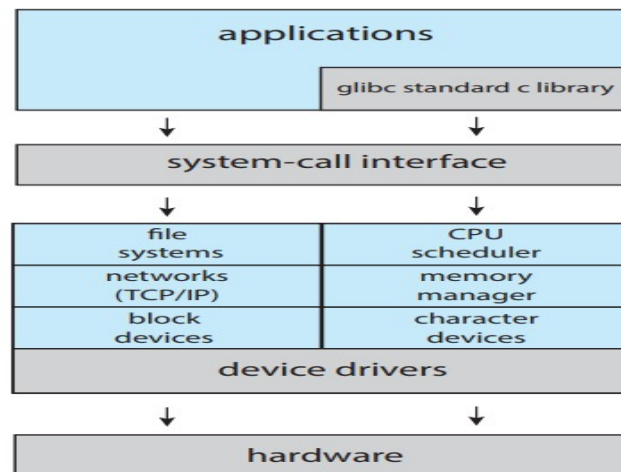 applications
glibc standard c library
system-call interface
file
systems
CPU
scheduler
networks
(TCP/IP)
memory
manager
block
devices
character
devices
device drivers
hardware